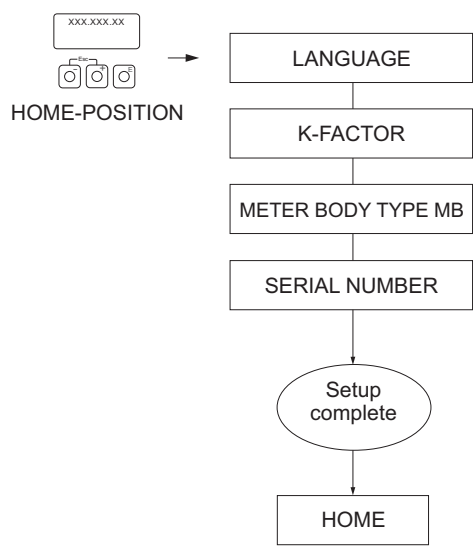 xxx.xxx.xx
Esc
- + E
HOME-POSITION
LANGUAGE
K-FACTOR
METER BODY TYPE MB
SERIAL NUMBER
Setup
complete
HOME